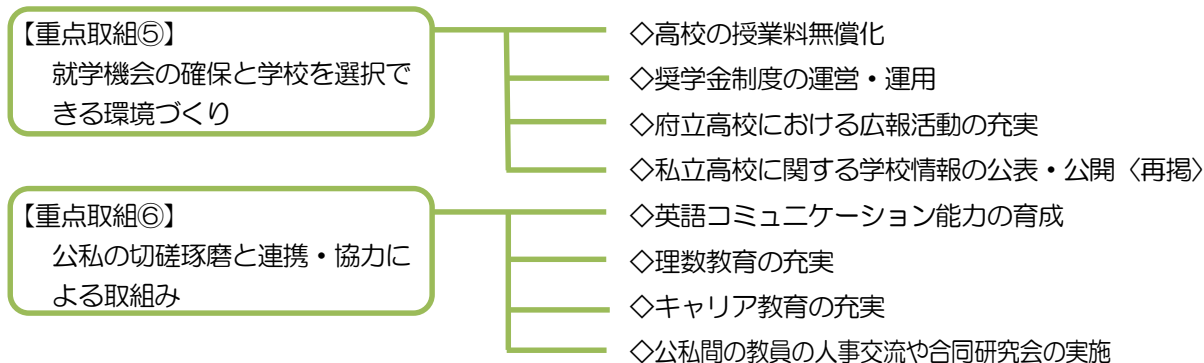 【重点取組⑤】
就学機会の確保と学校を選択で
きる環境づくり
◇高校の授業料無償化
◇奨学金制度の運営・運用
◇府立高校における広報活動の充実
◇私立高校に関する学校情報の公表・公開〈再掲〉
【重点取組⑥】
公私の切磋琢磨と連携・協力に
よる取組み
◇英語コミュニケーション能力の育成
◇理数教育の充実
◇キャリア教育の充実
◇公私間の教員の人事交流や合同研究会の実施